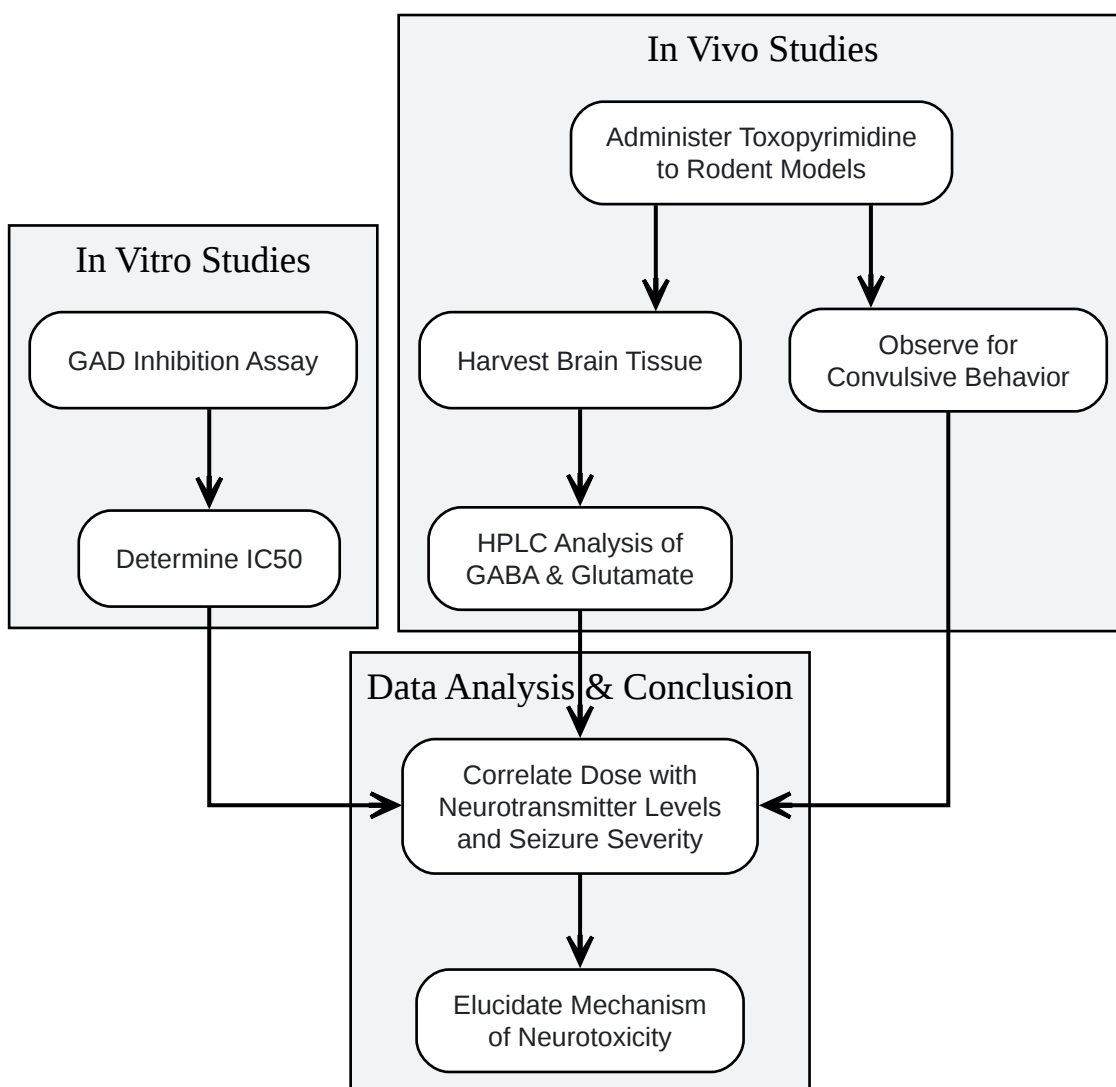 In Vivo Studies
Administer Toxopyrimidine
to Rodent Models
In Vitro Studies
GAD Inhibition Assay
Harvest Brain Tissue
Observe for
Convulsive Behavior
Determine IC50
HPLC Analysis of
GABA & Glutamate
Data Analysis & Conclusion
Correlate Dose with
Neurotransmitter Levels
and Seizure Severity
Elucidate Mechanism
of Neurotoxicity